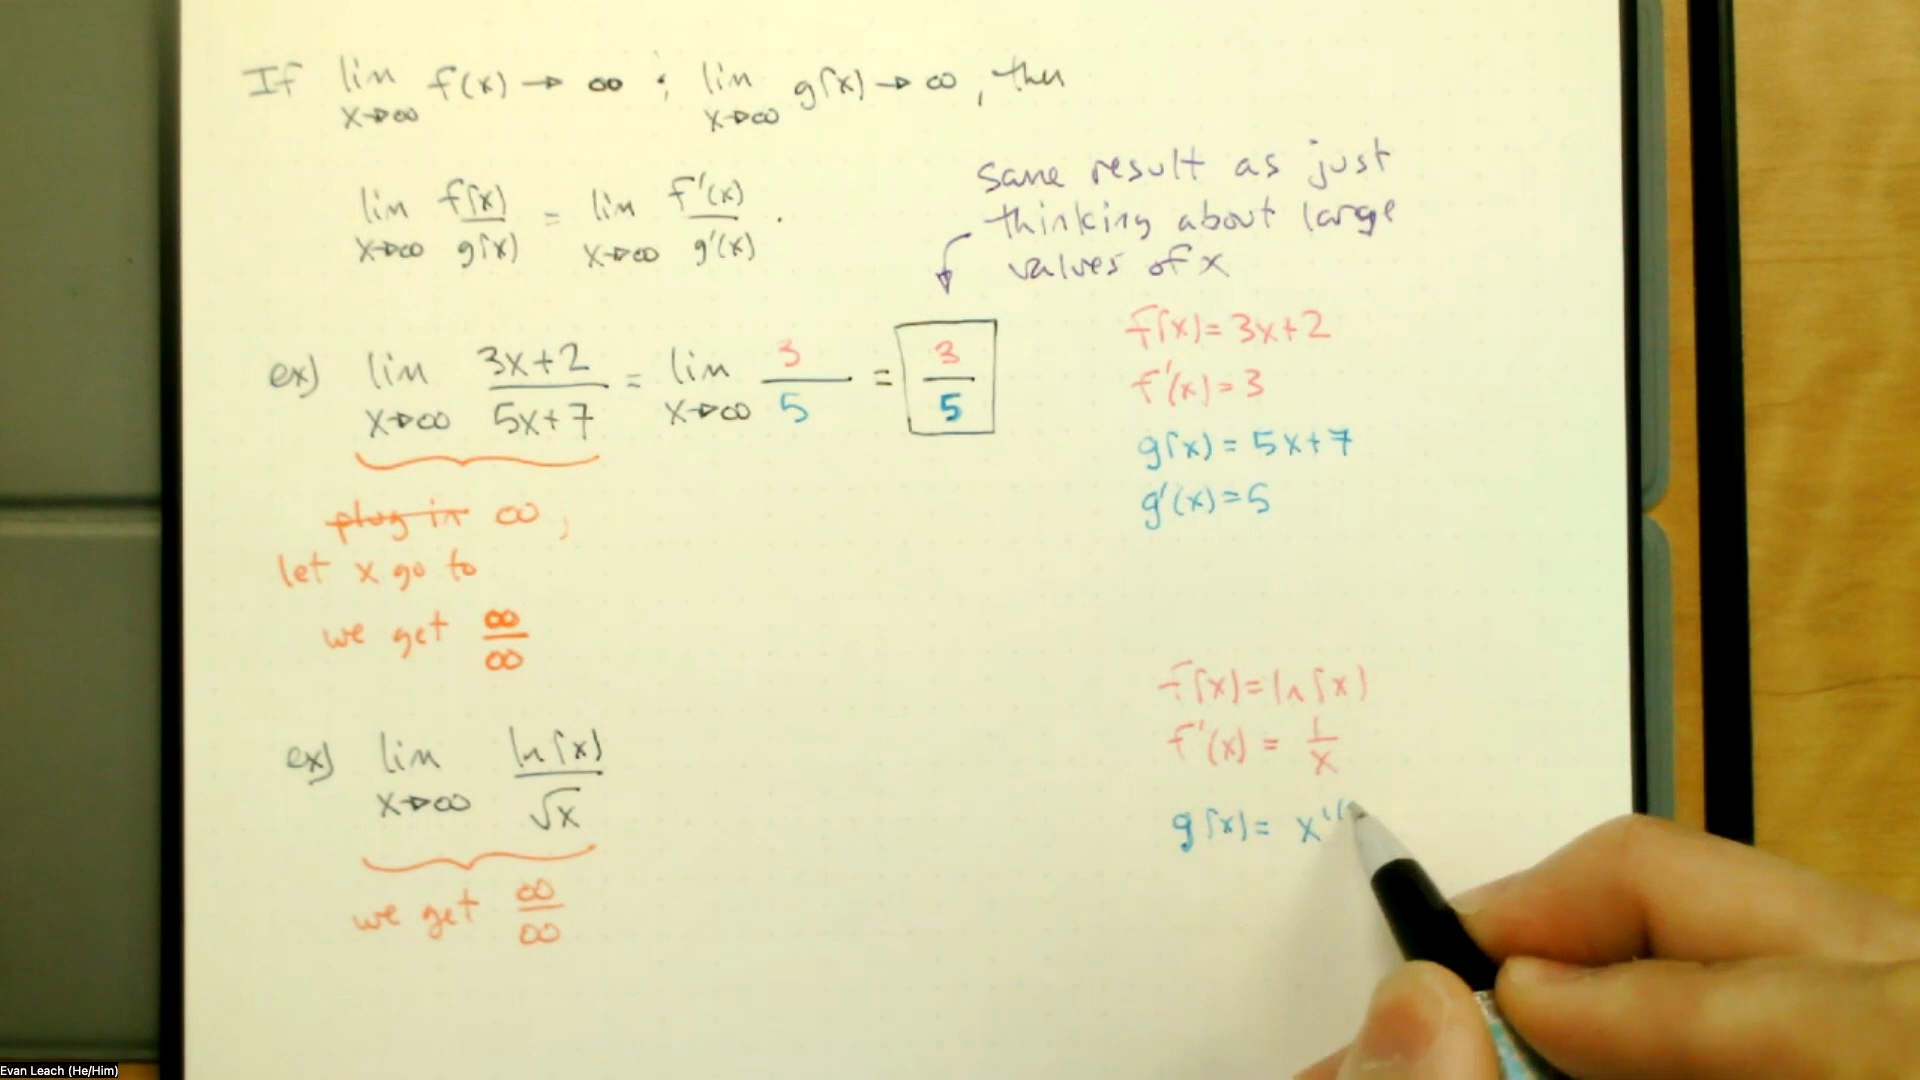 If lim x→∞ f(x) → ∞ ; lim x→∞ g(x) → ∞, then
lim x→∞ f(x)/g(x) = lim x→∞ f'(x)/g'(x).
Same result as just
thinking about large
values of x
ex) lim x→∞ (3x+2)/(5x+7) = lim x→∞ 3/5 = 3/5
f(x)=3x+2
f'(x)=3
g(x)=5x+7
g'(x)=5
plug in ∞,
let x go to
we get ∞/∞
ex) lim x→∞ ln(x)/√x
we get ∞/∞
f(x)=ln(x)
f'(x) = 1/x
g(x)= x
Evan Leach (He/Him)